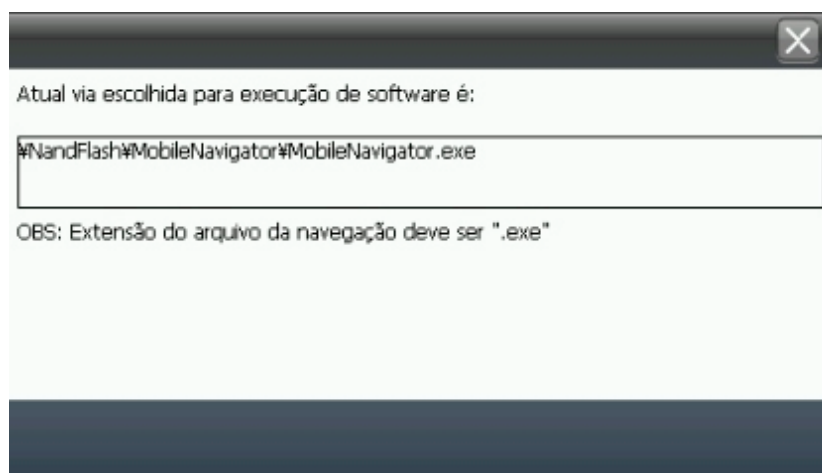 Atual via escolhida para execução de software é:
¥NandFlash¥MobileNavigator¥MobileNavigator.exe
OBS: Extensão do arquivo da navegação deve ser ".exe"